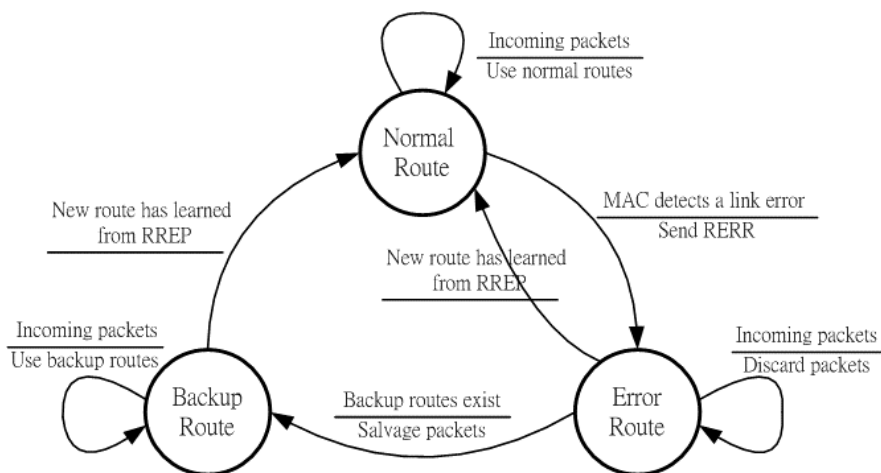 Incoming packets
Use normal routes
Normal
Route
MAC detects a link error
Send RERR
New route has learned
from RREP
New route has learned
from RREP
Incoming packets
Use backup routes
Incoming packets
Discard packets
Backup
Route
Backup routes exist
Salvage packets
Error
Route